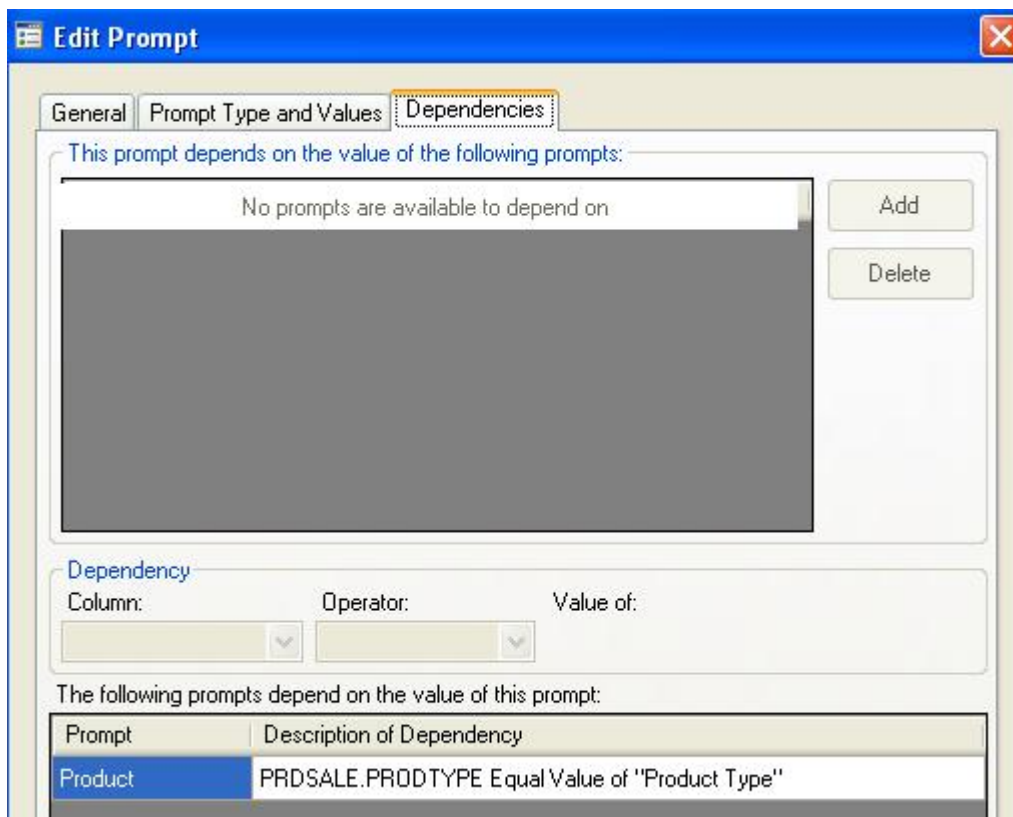 Edit Prompt
General Prompt Type and Values Dependencies
This prompt depends on the value of the following prompts:
No prompts are available to depend on
Add
Delete
Dependency
Column: Operator: Value of:
The following prompts depend on the value of this prompt:
Prompt Description of Dependency
Product PRDSALE.PRODTYPE Equal Value of "Product Type"